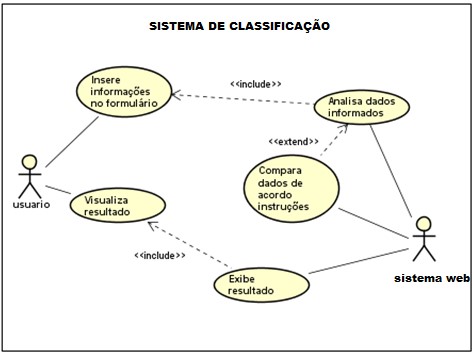 SISTEMA DE CLASSIFICAÇÃO
Insere
informações
no formulário
<<include>>
Analisa dados
informados
<<extend>>
Compara
dados de
acordo
instruções
usuario
Visualiza
resultado
<<include>>
Exibe
resultado
sistema web